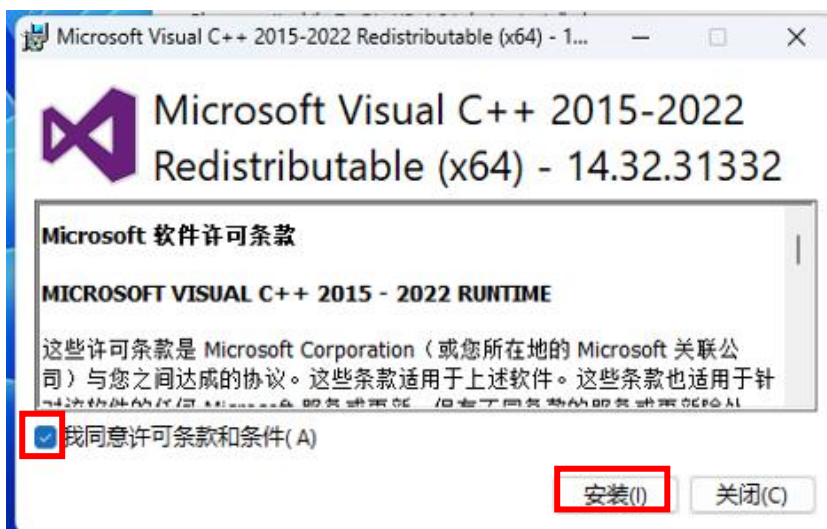 Microsoft Visual C++ 2015-2022 Redistributable (x64) - 1...
Microsoft Visual C++ 2015-2022
Redistributable (x64) - 14.32.31332
Microsoft 软件许可条款
MICROSOFT VISUAL C++ 2015 - 2022 RUNTIME
这些许可条款是 Microsoft Corporation（或您所在地的 Microsoft 关联公
司）与您之间达成的协议。这些条款适用于上述软件。这些条款也适用于针
我同意许可条款和条件( A)
安装(I)
关闭(C)